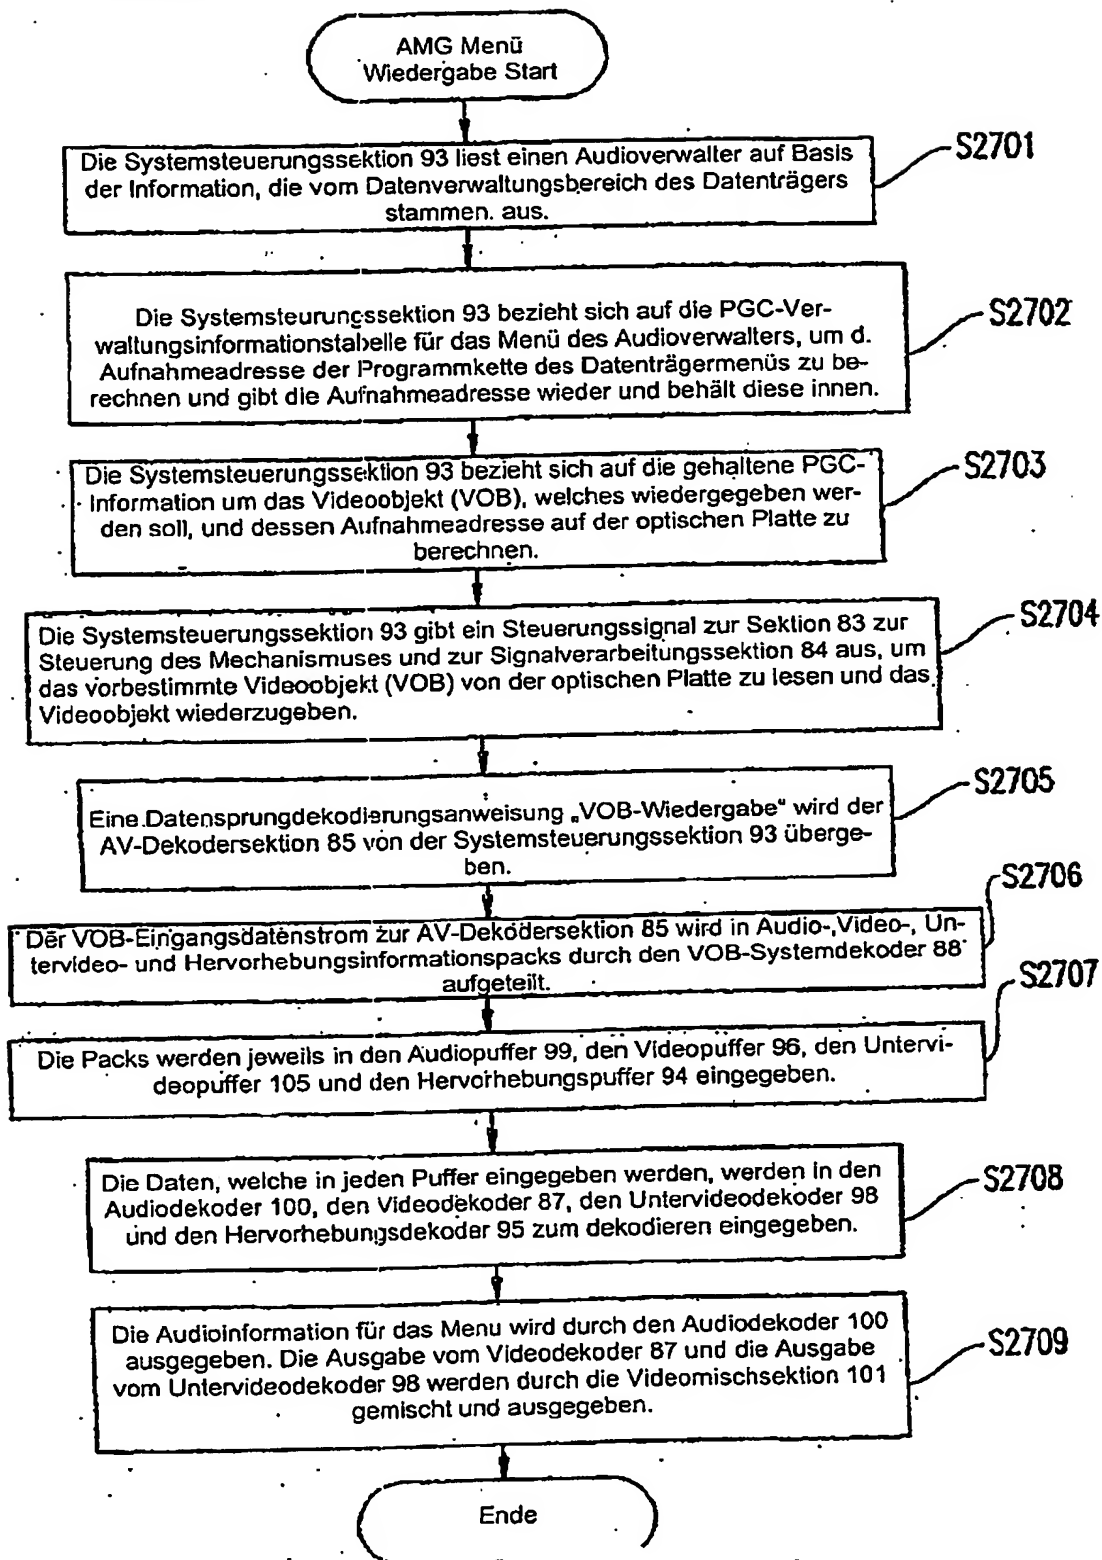 AMG Menü
Wiedergabe Start
Die Systemsteuerungssektion 93 liest einen Audioverwalter auf Basis
der Information, die vom Datenverwaltungsbereich des Datenträgers
stammen. aus.
S2701
Die Systemsteurungssektion 93 bezieht sich auf die PGC-Ver-
waltungsinformationstabelle für das Menü des Audioverwalters, um d.
Aufnahmeadresse der Programmkette des Datenträgermenüs zu be-
rechnen und gibt die Aufnahmeadresse wieder und behält diese innen.
S2702
Die Systemsteuerungssektion 93 bezieht sich auf die gehaltene PGC-
Information um das Videoobjekt (VOB), welches wiedergegeben wer-
den soll, und dessen Aufnahmeadresse auf der optischen Platte zu
berechnen.
S2703
Die Systemsteuerungssektion 93 gibt ein Steuerungssignal zur Sektion 83 zur
Steuerung des Mechanismuses und zur Signalverarbeitungssektion 84 aus, um
das vorbestimmte Videoobjekt (VOB) von der optischen Platte zu lesen und das
Videoobjekt wiederzugeben.
S2704
Eine Datensprungdekodierungsanweisung „VOB-Wiedergabe“ wird der
AV-Dekodersektion 85 von der Systemsteuerungssektion 93 überge-
ben.
S2705
Der VOB-Eingangsdatenstrom zur AV-Dekodersektion 85 wird in Audio-,Video-, Un-
tervideo- und Hervorhebungsinformationspacks durch den VOB-Systemdekoder 88
aufgeteilt.
S2706
Die Packs werden jeweils in den Audiopuffer 99, den Videopuffer 96, den Untervi-
deopuffer 105 und den Hervorhebungspuffer 94 eingegeben.
S2707
Die Daten, welche in jeden Puffer eingegeben werden, werden in den
Audiodekoder 100, den Videodekoder 87, den Untervideodekoder 98
und den Hervorhebungsdekoder 95 zum dekodieren eingegeben.
S2708
Die Audioinformation für das Menu wird durch den Audiodekoder 100
ausgegeben. Die Ausgabe vom Videodekoder 87 und die Ausgabe
vom Untervideodekoder 98 werden durch die Videomischsektion 101
gemischt und ausgegeben.
S2709
Ende